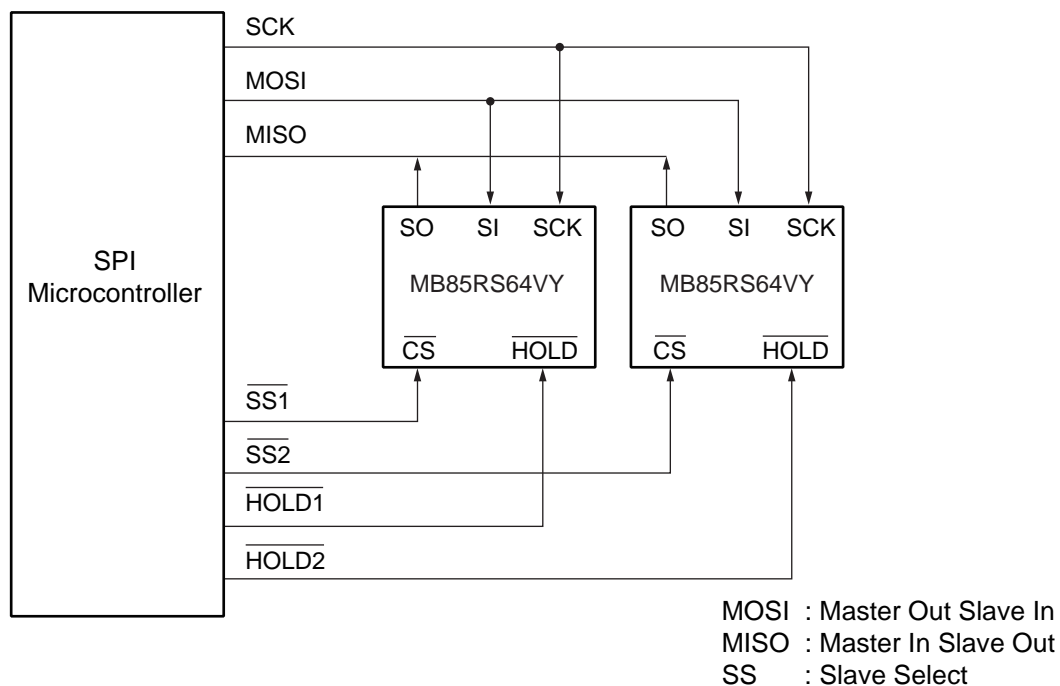 SCK
MOSI
MISO
SO SI SCK
MB85RS64VY
CS HOLD
SO SI SCK
MB85RS64VY
CS HOLD
SPI
Microcontroller
SS1
SS2
HOLD1
HOLD2
MOSI : Master Out Slave In
MISO : Master In Slave Out
SS : Slave Select